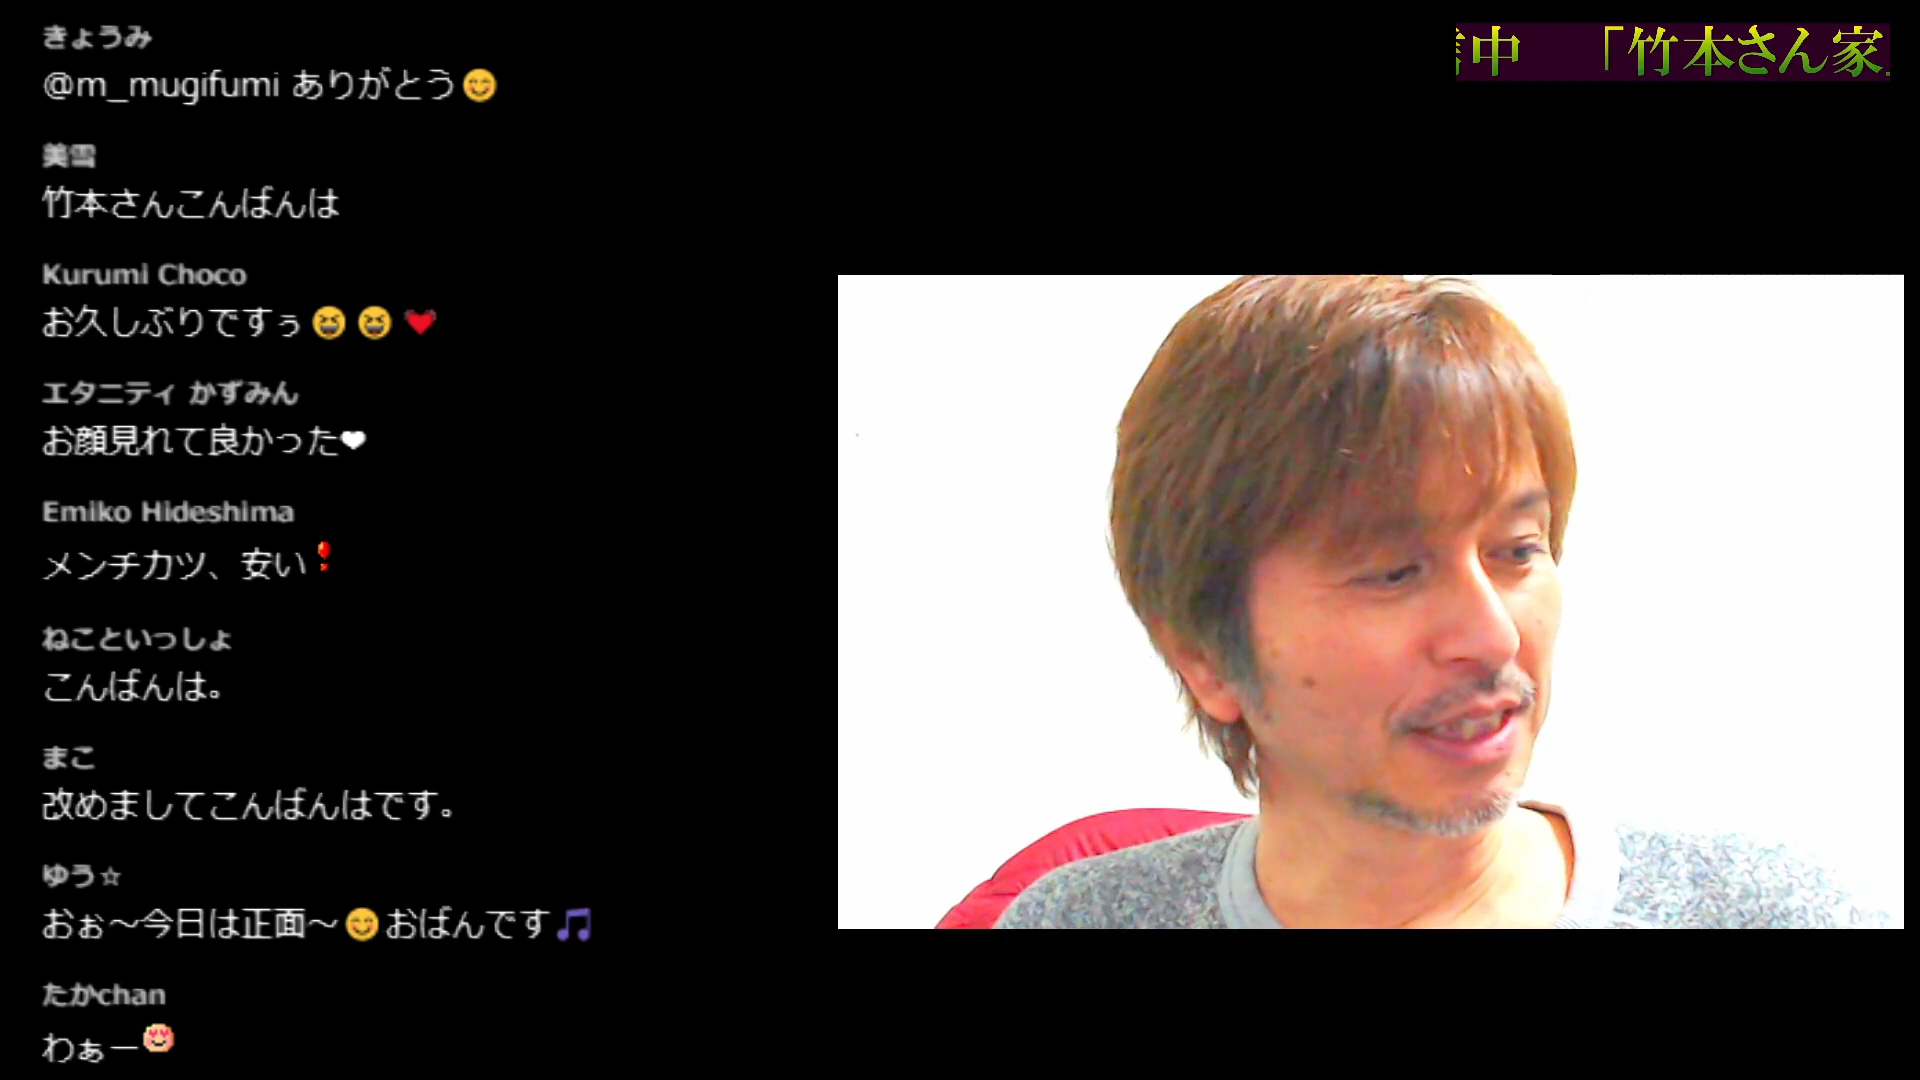 きょうみ
@m_mugifumi ありがとう😊
美雪
竹本さんこんばんは
Kurumi Choco
お久しぶりですぅ😆😆❤
エタニティ かずみん
お顔見れて良かった❤
Emiko Hideshima
メンチカツ、安い❗
ねこといっしょ
こんばんは。
まこ
改めましてこんばんはです。
ゆう☆
おぉ〜今日は正面〜😊おばんです🎵
たかchan
わぁー😍
中 「竹本さん家